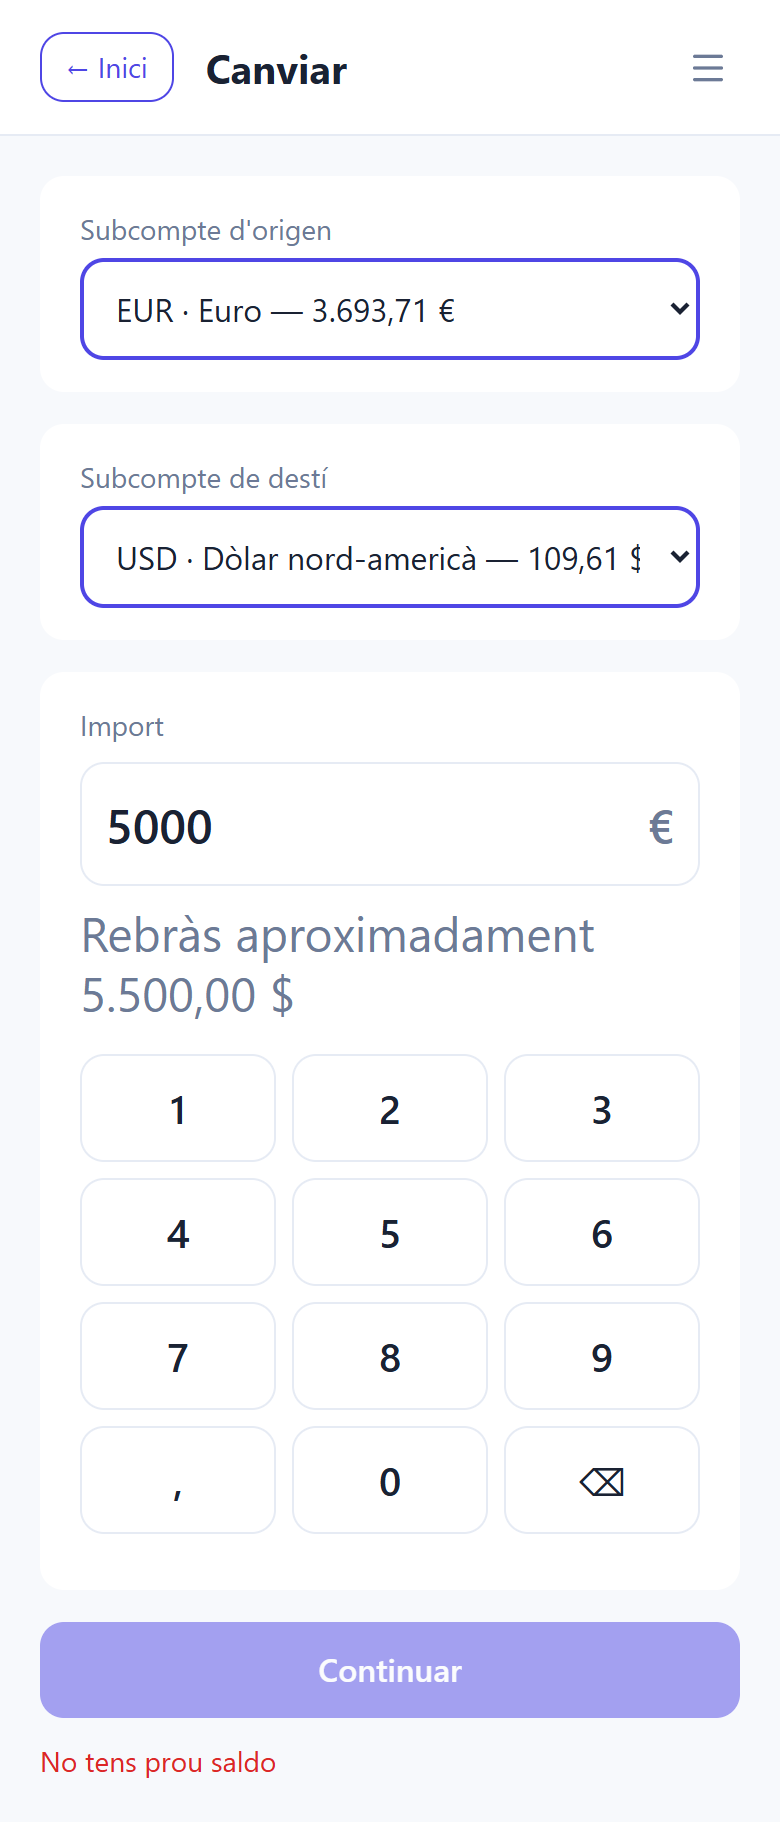 ← Inici
Canviar
Subcompte d'origen
EUR · Euro — 3.693,71 €
Subcompte de destí
USD · Dòlar nord-americà — 109,61 $
Import
5000 €
Rebràs aproximadament
5.500,00 $
1 2 3
4 5 6
7 8 9
, 0 ⌫
Continuar
No tens prou saldo